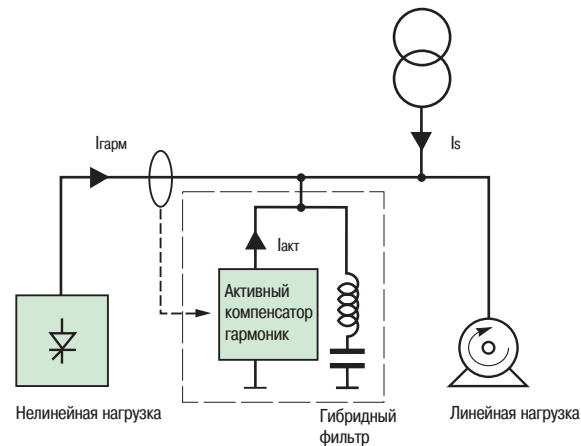 Iгарм
Is
Iакт
Активный
компенсатор
гармоник
Нелинейная нагрузка
Гибридный
фильтр
Линейная нагрузка